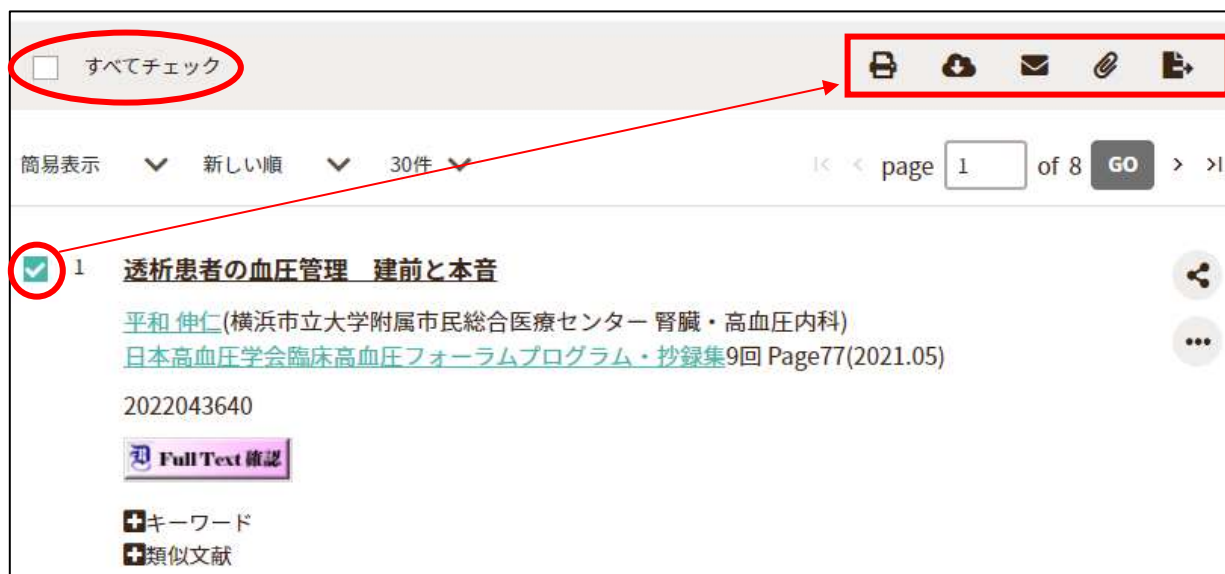 すべてチェック
簡易表示 新しい順 30件 page 1 of 8 GO
1 透析患者の血圧管理　建前と本音
平和 伸仁(横浜市立大学附属市民総合医療センター 腎臓・高血圧内科)
日本高血圧学会臨床高血圧フォーラムプログラム・抄録集9回 Page77(2021.05)
2022043640
Full Text 確認
キーワード
類似文献